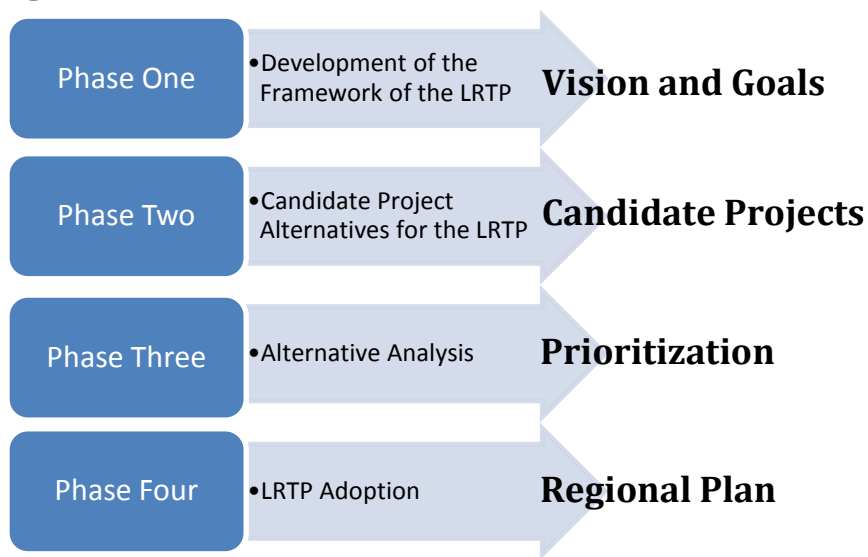 Phase One
•Development of the
Framework of the LRTP
Vision and Goals
Phase Two
•Candidate Project
Alternatives for the LRTP
Candidate Projects
Phase Three
•Alternative Analysis
Prioritization
Phase Four
•LRTP Adoption
Regional Plan